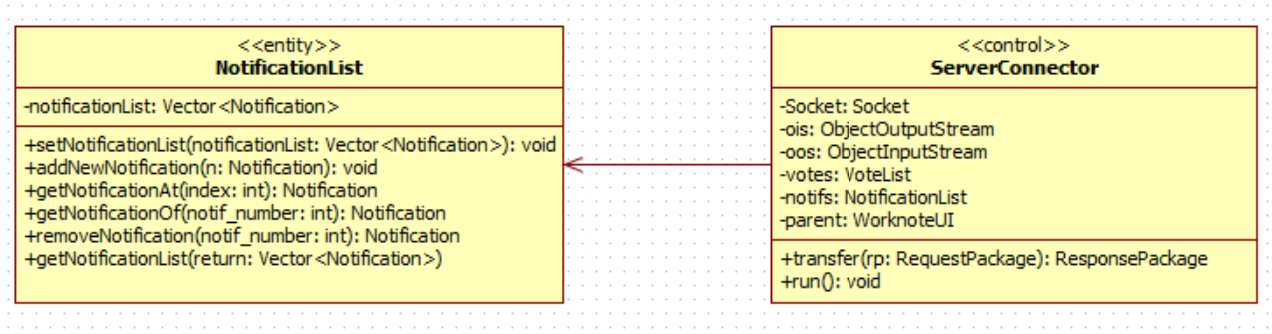 <<entity>>
NotificationList
-notificationList: Vector<Notification>
+setNotificationList(notificationList: Vector<Notification>): void
+addNewNotification(n: Notification): void
+getNotificationAt(index: int): Notification
+getNotificationOf(notif_number: int): Notification
+removeNotification(notif_number: int): Notification
+getNotificationList(return: Vector<Notification>)
<<control>>
ServerConnector
-Socket: Socket
-ois: ObjectOutputStream
-oos: ObjectInputStream
-votes: VoteList
-notifs: NotificationList
-parent: WorknoteUI
+transfer(rp: RequestPackage): ResponsePackage
+run(): void